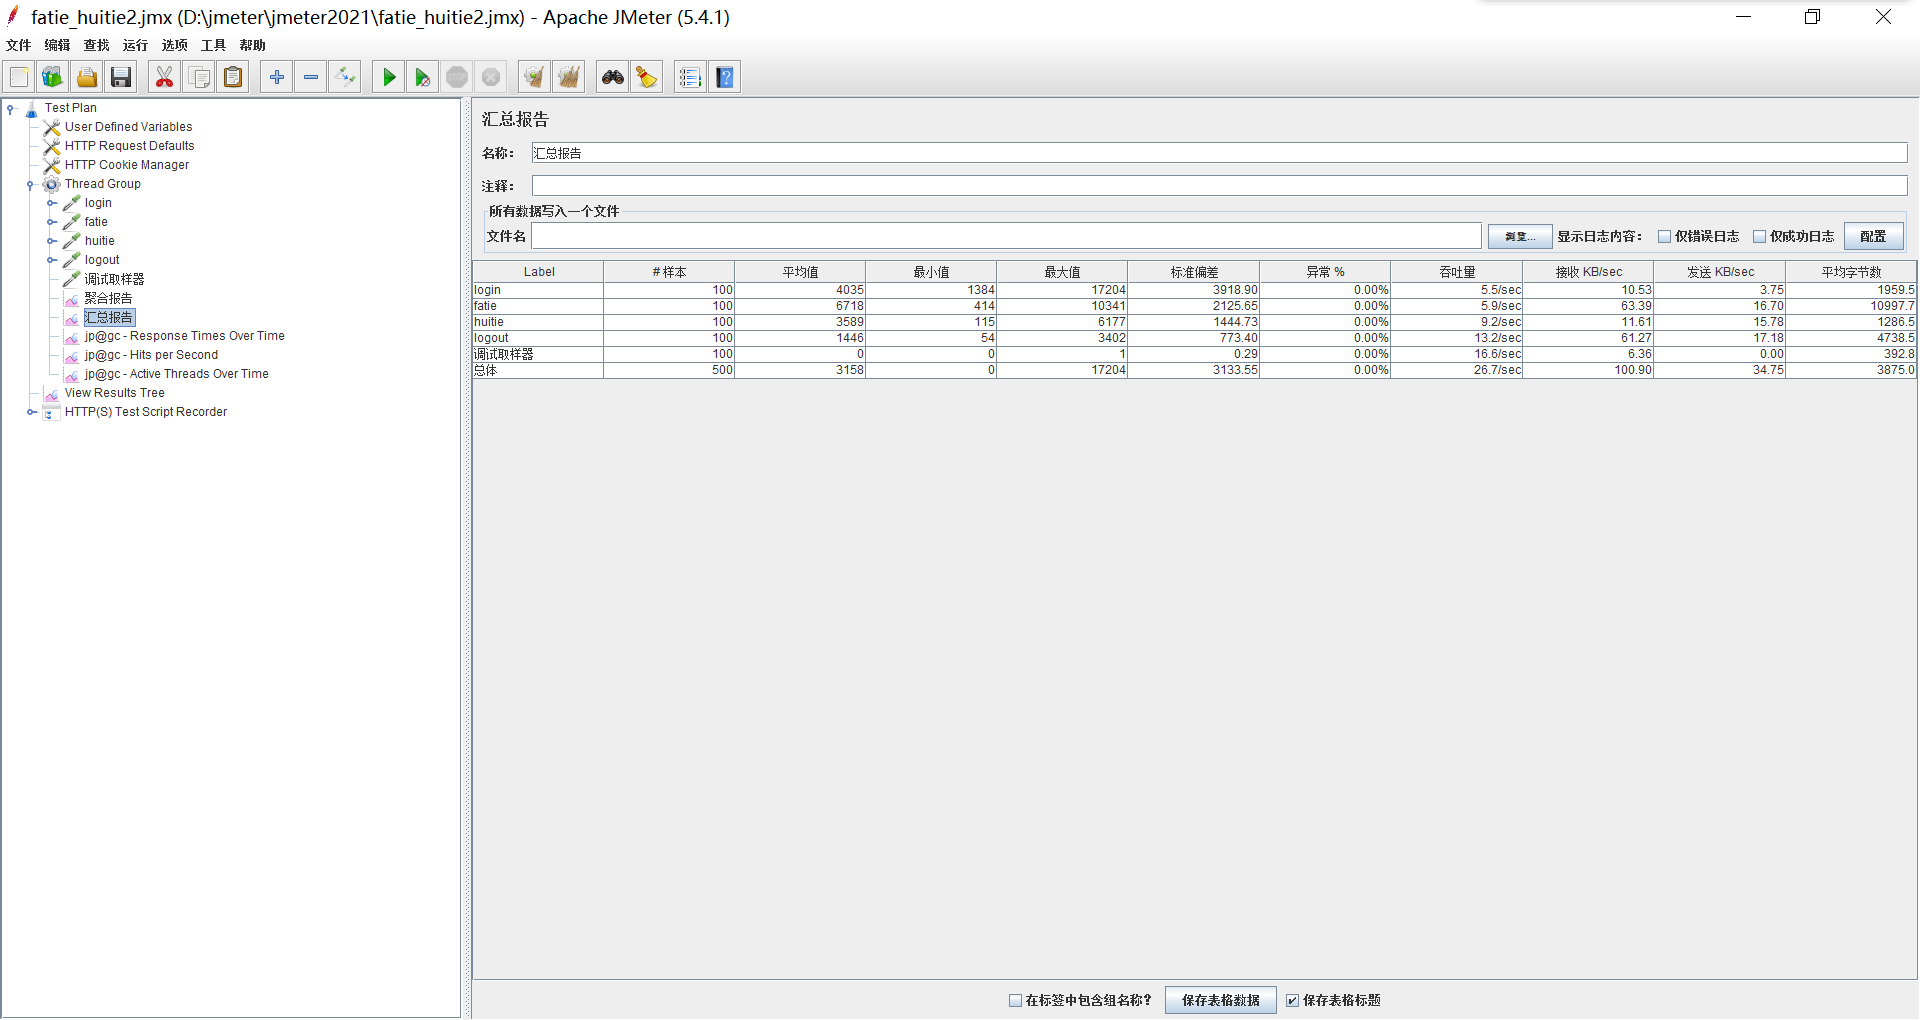 fatie_huitie2.jmx (D:\jmeter\jmeter2021\fatie_huitie2.jmx) - Apache JMeter (5.4.1)
文件 编辑 查找 运行 选项 工具 帮助
STOP
Test Plan
User Defined Variables
HTTP Request Defaults
HTTP Cookie Manager
Thread Group
login
fatie
huitie
logout
调试取样器
聚合报告
汇总报告
jp@gc - Response Times Over Time
jp@gc - Hits per Second
jp@gc - Active Threads Over Time
View Results Tree
HTTP(S) Test Script Recorder
汇总报告
名称： 汇总报告
注释：
所有数据写入一个文件
文件名 浏览... 显示日志内容： 仅错误日志 仅成功日志 配置
Label # 样本 平均值 最小值 最大值 标准偏差 异常 % 吞吐量 接收 KB/sec 发送 KB/sec 平均字节数
login 100 4035 1384 17204 3918.90 0.00% 5.5/sec 10.53 3.75 1959.5
fatie 100 6718 414 10341 2125.65 0.00% 5.9/sec 63.39 16.70 10997.7
huitie 100 3589 115 6177 1444.73 0.00% 9.2/sec 11.61 15.78 1286.5
logout 100 1446 54 3402 773.40 0.00% 13.2/sec 61.27 17.18 4738.5
调试取样器 100 0 0 1 0.29 0.00% 16.6/sec 6.36 0.00 392.8
总体 500 3158 0 17204 3133.55 0.00% 26.7/sec 100.90 34.75 3875.0
在标签中包含组名称？ 保存表格数据 保存表格标题